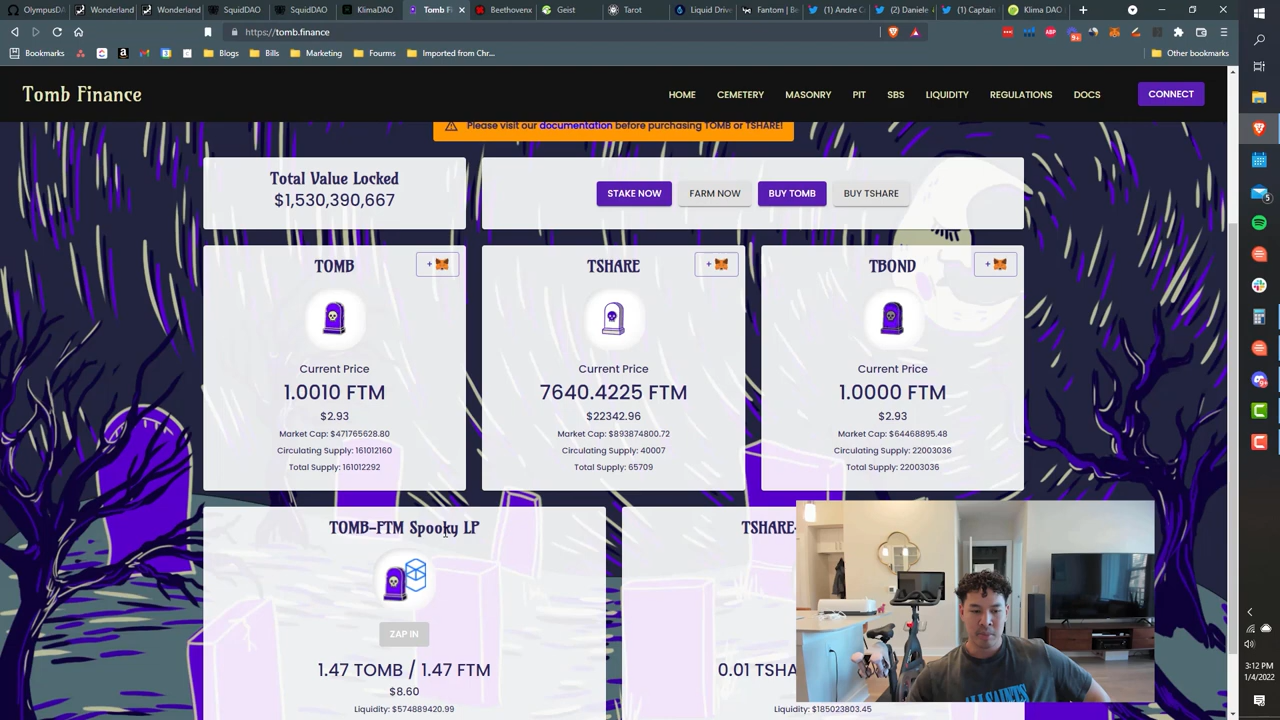 OlympusD
Wonderland
Wonderland
SquidDAO
SquidDAO
KlimaDAO
Tomb Fi
Beethovenx
Geist
Tarot
Liquid Drive
Fantom | Be
(1) Andre C
(2) Daniele
(1) Captain
Klima DAO
https://tomb.finance
Bookmarks
Blogs
Bills
Marketing
Fourms
Imported from Chr...
Other bookmarks
Tomb Finance
HOME
CEMETERY
MASONRY
PIT
SBS
LIQUIDITY
REGULATIONS
DOCS
CONNECT
Please visit our documentation before purchasing TOMB or TSHARE!
Total Value Locked
$1,530,390,667
STAKE NOW
FARM NOW
BUY TOMB
BUY TSHARE
TOMB
Current Price
1.0010 FTM
$2.93
Market Cap: $471765628.80
Circulating Supply: 161012160
Total Supply: 161012292
TSHARE
Current Price
7640.4225 FTM
$22342.96
Market Cap: $893874800.72
Circulating Supply: 40007
Total Supply: 65709
TBOND
Current Price
1.0000 FTM
$2.93
Market Cap: $64468895.48
Circulating Supply: 22003036
Total Supply: 22003036
TOMB-FTM Spooky LP
ZAP IN
1.47 TOMB / 1.47 FTM
$8.60
Liquidity: $574889420.99
TSHARE-
0.01 TSHA
Liquidity: $185023803.45
3:12 PM
1/4/2022